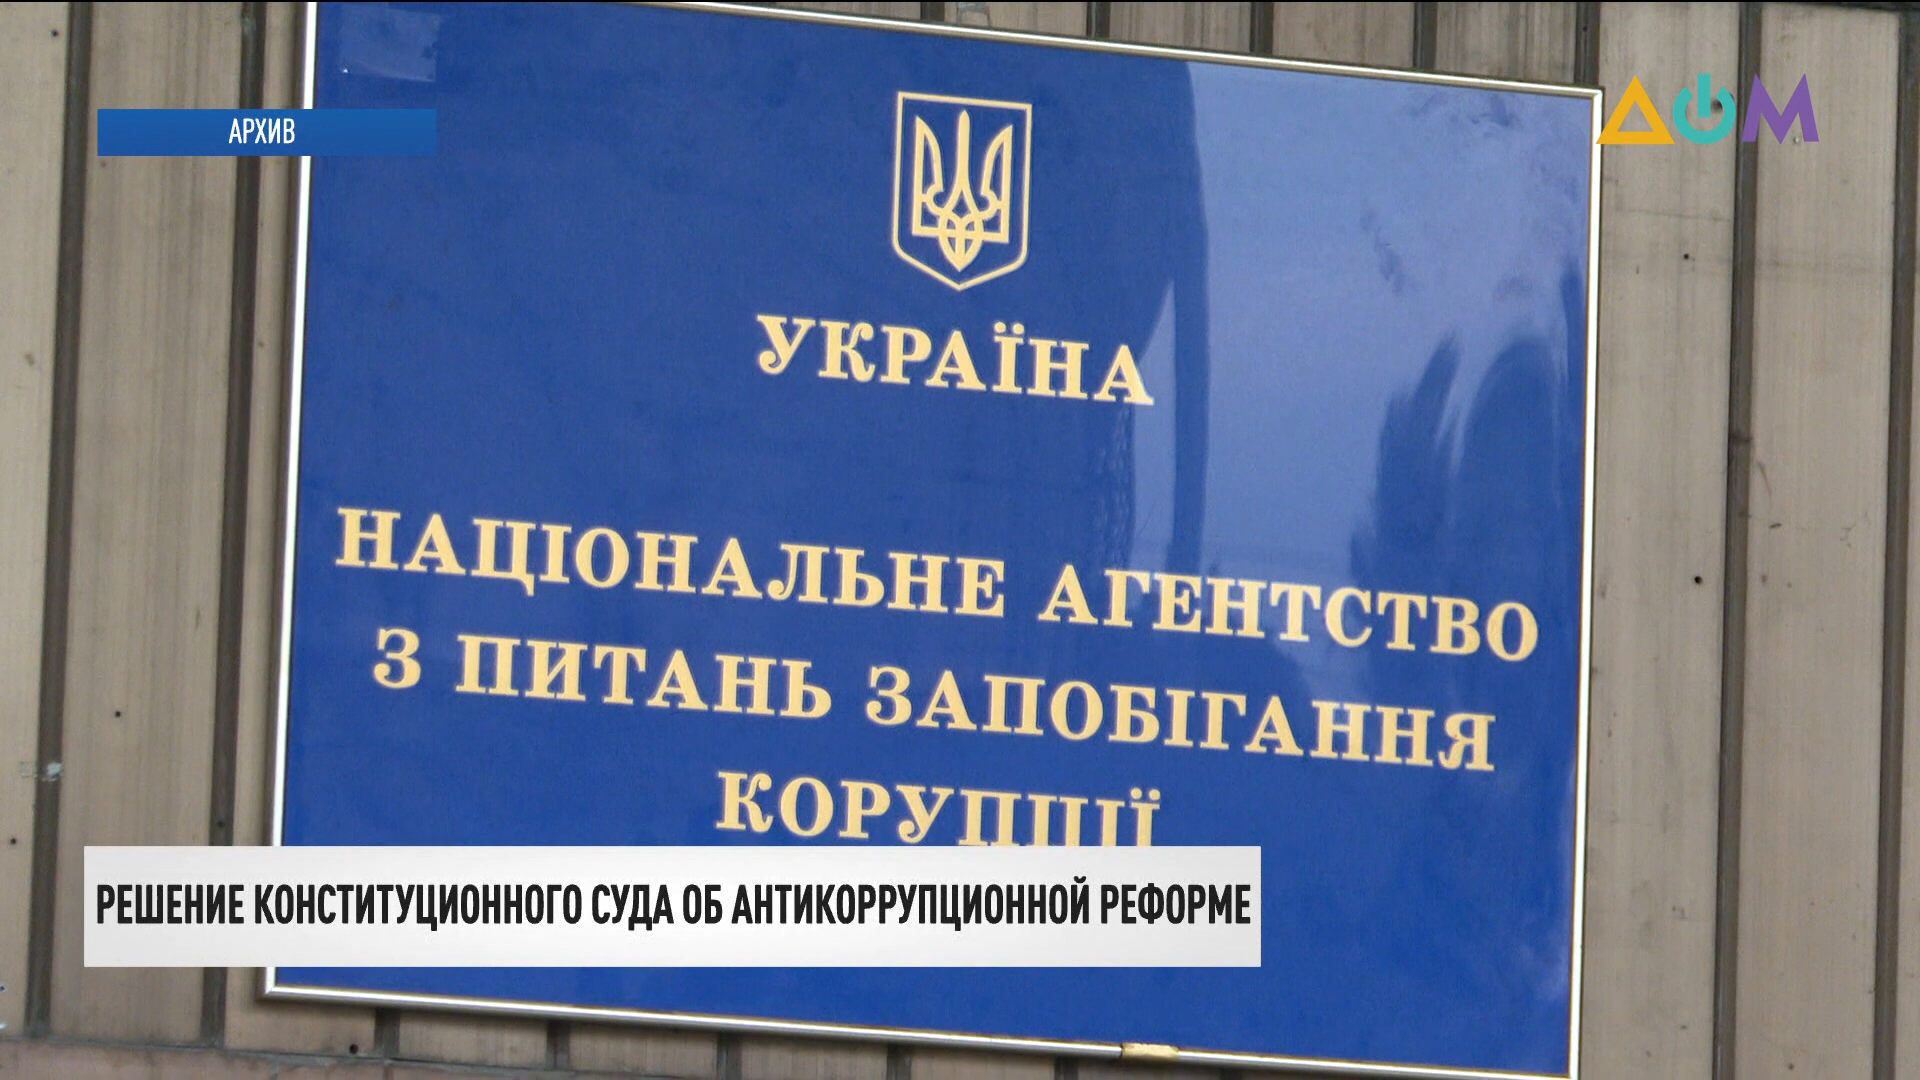 АРХИВ
ДОМ
УКРАЇНА
НАЦІОНАЛЬНЕ АГЕНТСТВО
З ПИТАНЬ ЗАПОБІГАННЯ
КОРУПЦІЇ
РЕШЕНИЕ КОНСТИТУЦИОННОГО СУДА ОБ АНТИКОРРУПЦИОННОЙ РЕФОРМЕ